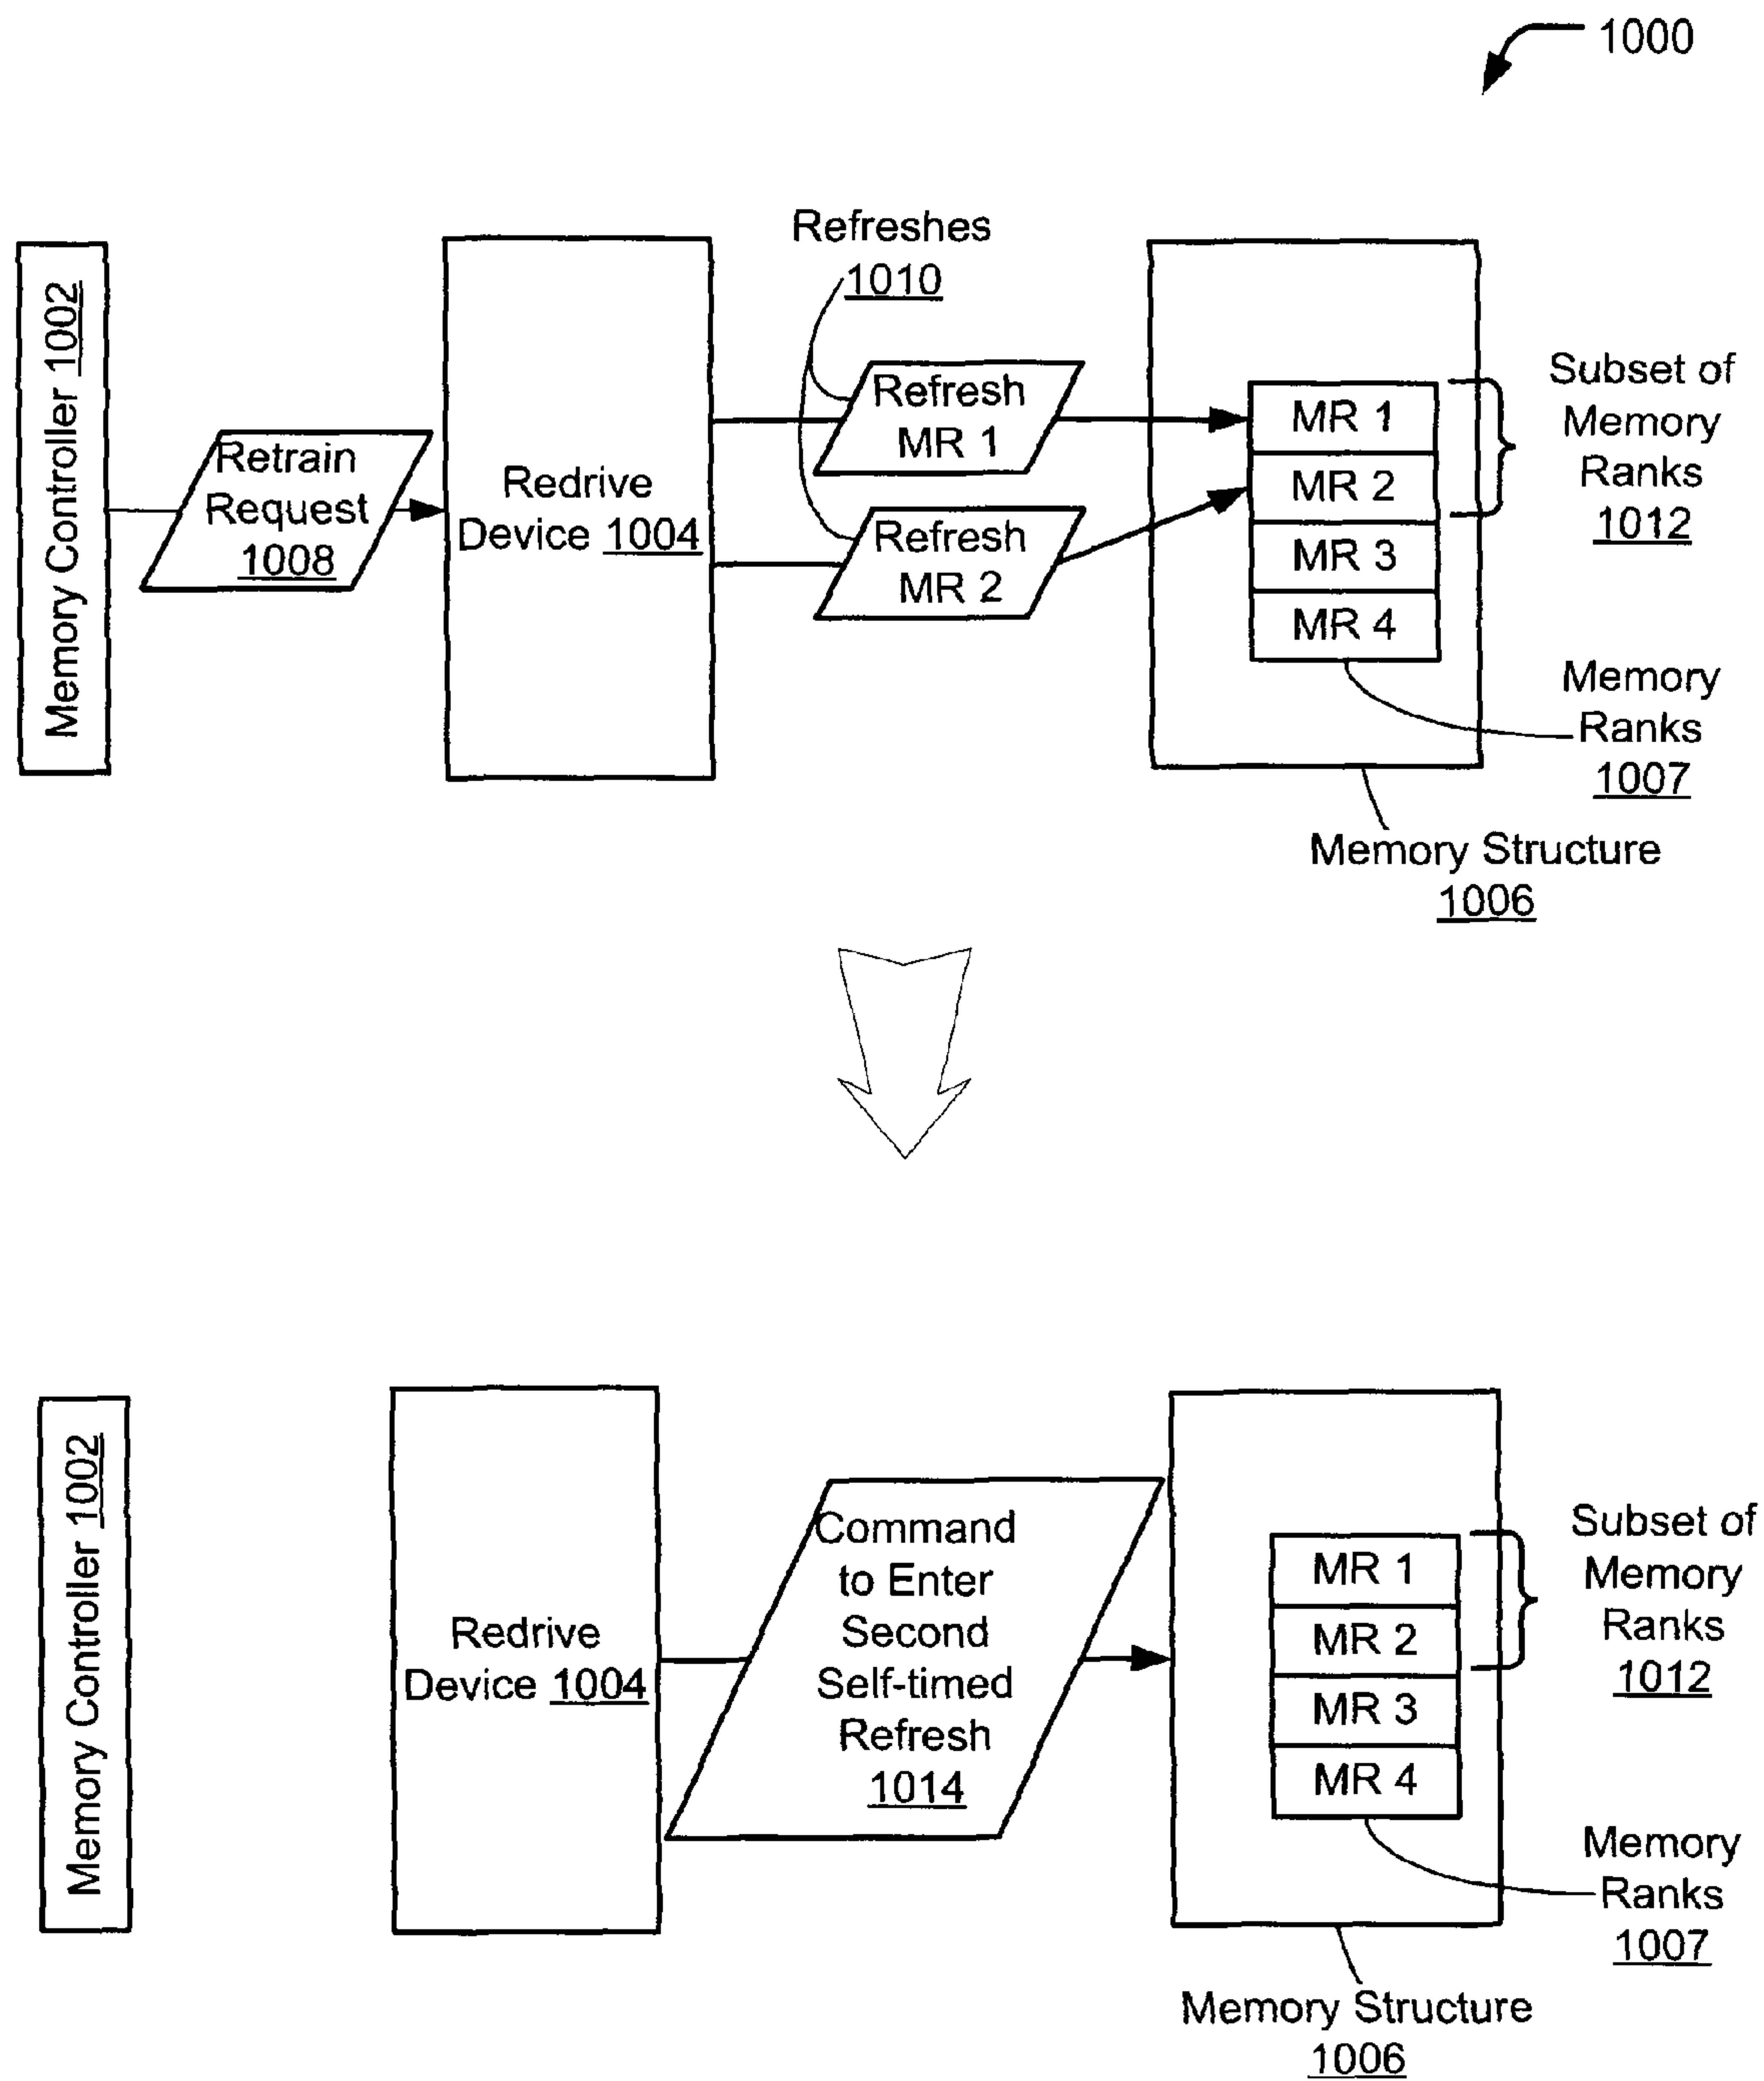 1000
Memory Controller 1002
Retrain
Request
1008
Redrive
Device 1004
Refreshes
1010
Refresh
MR 1
Refresh
MR 2
MR 1
MR 2
MR 3
MR 4
Subset of
Memory
Ranks
1012
Memory
Ranks
1007
Memory Structure
1006
Memory Controller 1002
Redrive
Device 1004
Command
to Enter
Second
Self-timed
Refresh
1014
MR 1
MR 2
MR 3
MR 4
Subset of
Memory
Ranks
1012
Memory
Ranks
1007
Memory Structure
1006